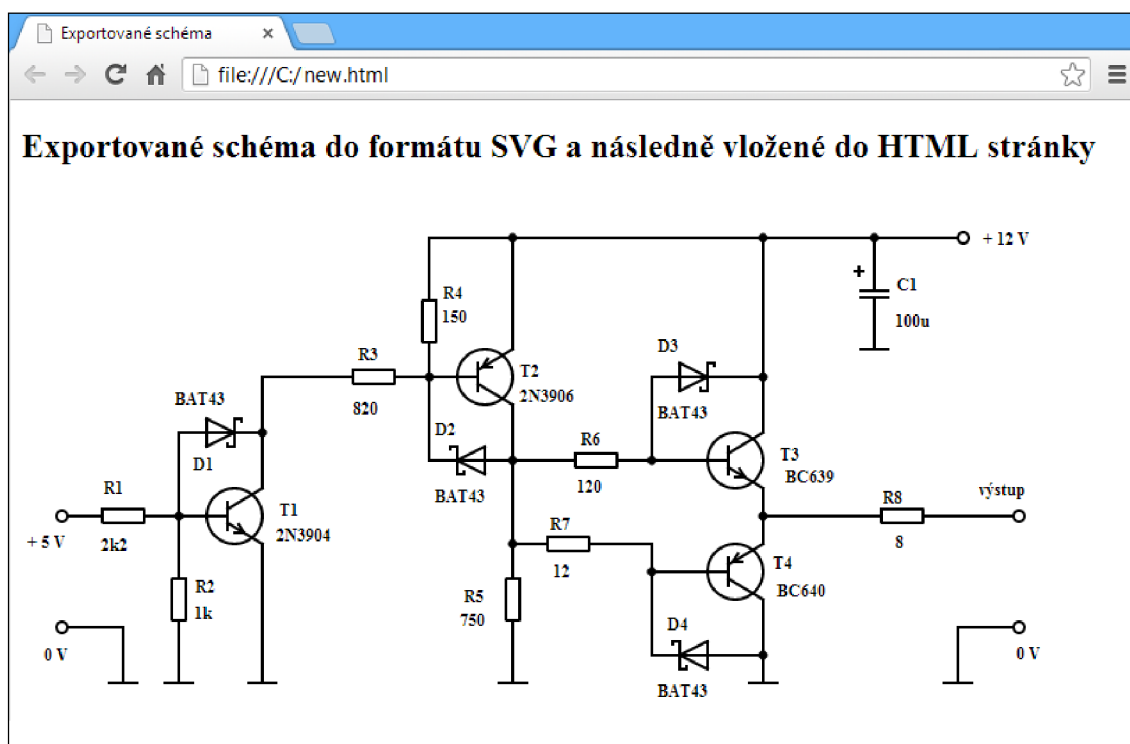 Exportované schéma
file:///C:/new.html
Exportované schéma do formátu SVG a následně vložené do HTML stránky
+ 12 V
+
C1
100u
R4
150
R3
820
T2
2N3906
D3
BAT43
BAT43
D1
D2
BAT43
R6
120
T3
BC639
R1
2k2
+ 5 V
T1
2N3904
výstup
R8
8
R7
12
T4
BC640
R2
1k
R5
750
D4
BAT43
0 V
0 V